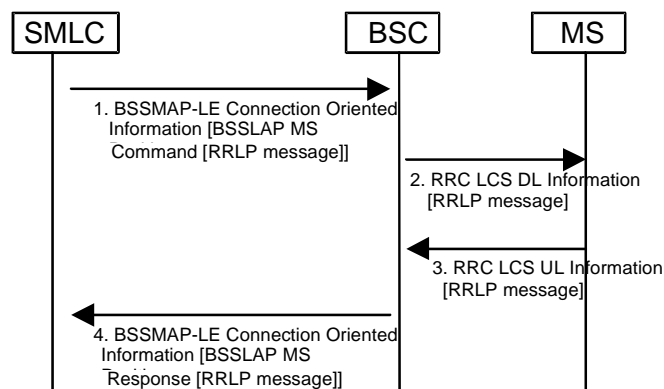 SMLC
BSC
MS
1. BSSMAP-LE Connection Oriented
Information [BSSLAP MS
Command [RRLP message]]
2. RRC LCS DL Information
[RRLP message]
3. RRC LCS UL Information
[RRLP message]
4. BSSMAP-LE Connection Oriented
Information [BSSLAP MS
Response [RRLP message]]